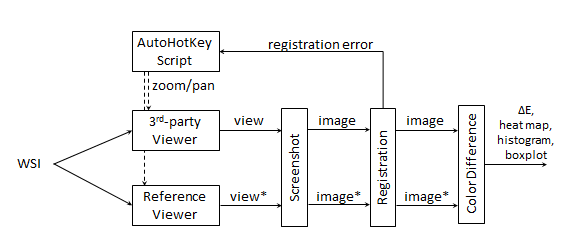 AutoHotKey
Script
registration error
zoom/pan
3rd-party
Viewer
view
Screenshot
image
Registration
image
Color Difference
ΔE,
heat map,
histogram,
boxplot
WSI
Reference
Viewer
view*
image*
image*